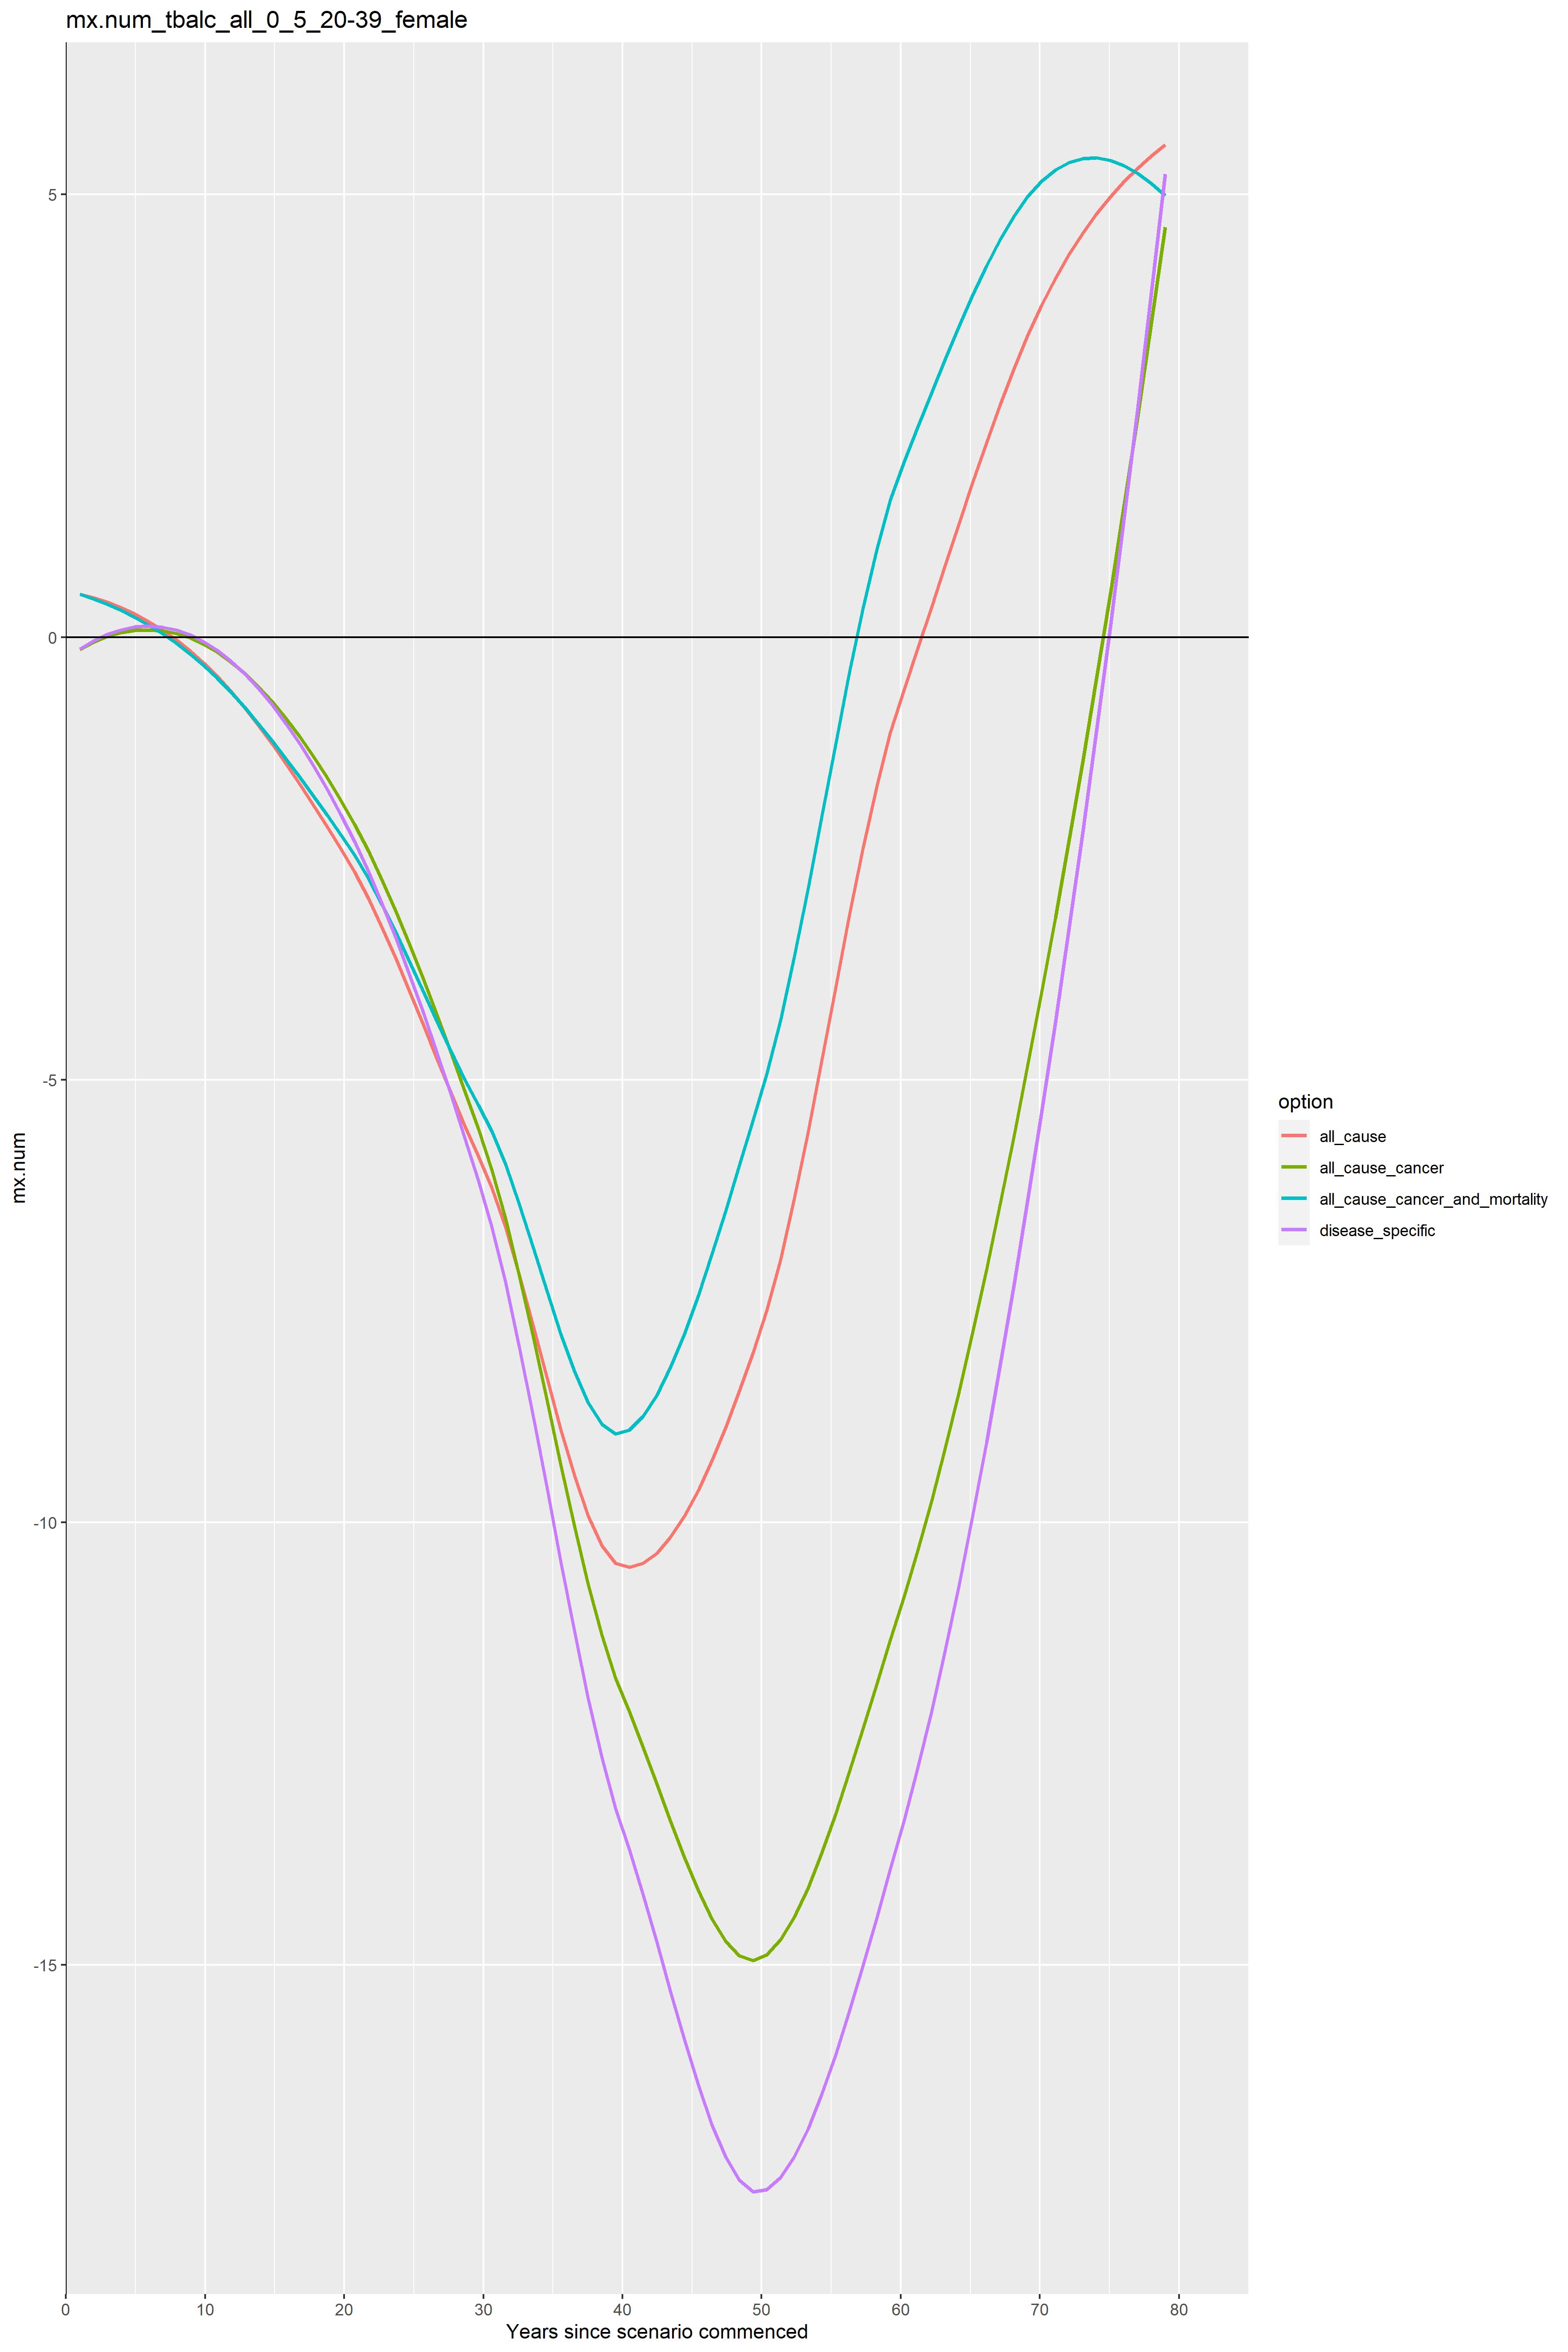 mx.num_tbalc_all_0_5_20-39_female
5
0
-5
-10
-15
mx.num
0 10 20 30 40 50 60 70 80
Years since scenario commenced
option
all_cause
all_cause_cancer
all_cause_cancer_and_mortality
disease_specific